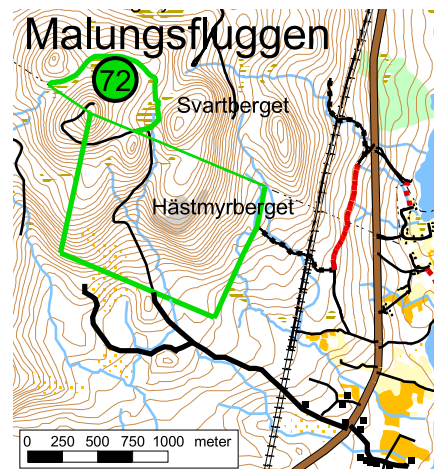 Malungsfluggen
72
Svartberget
Hästmyrberget
0 250 500 750 1000 meter